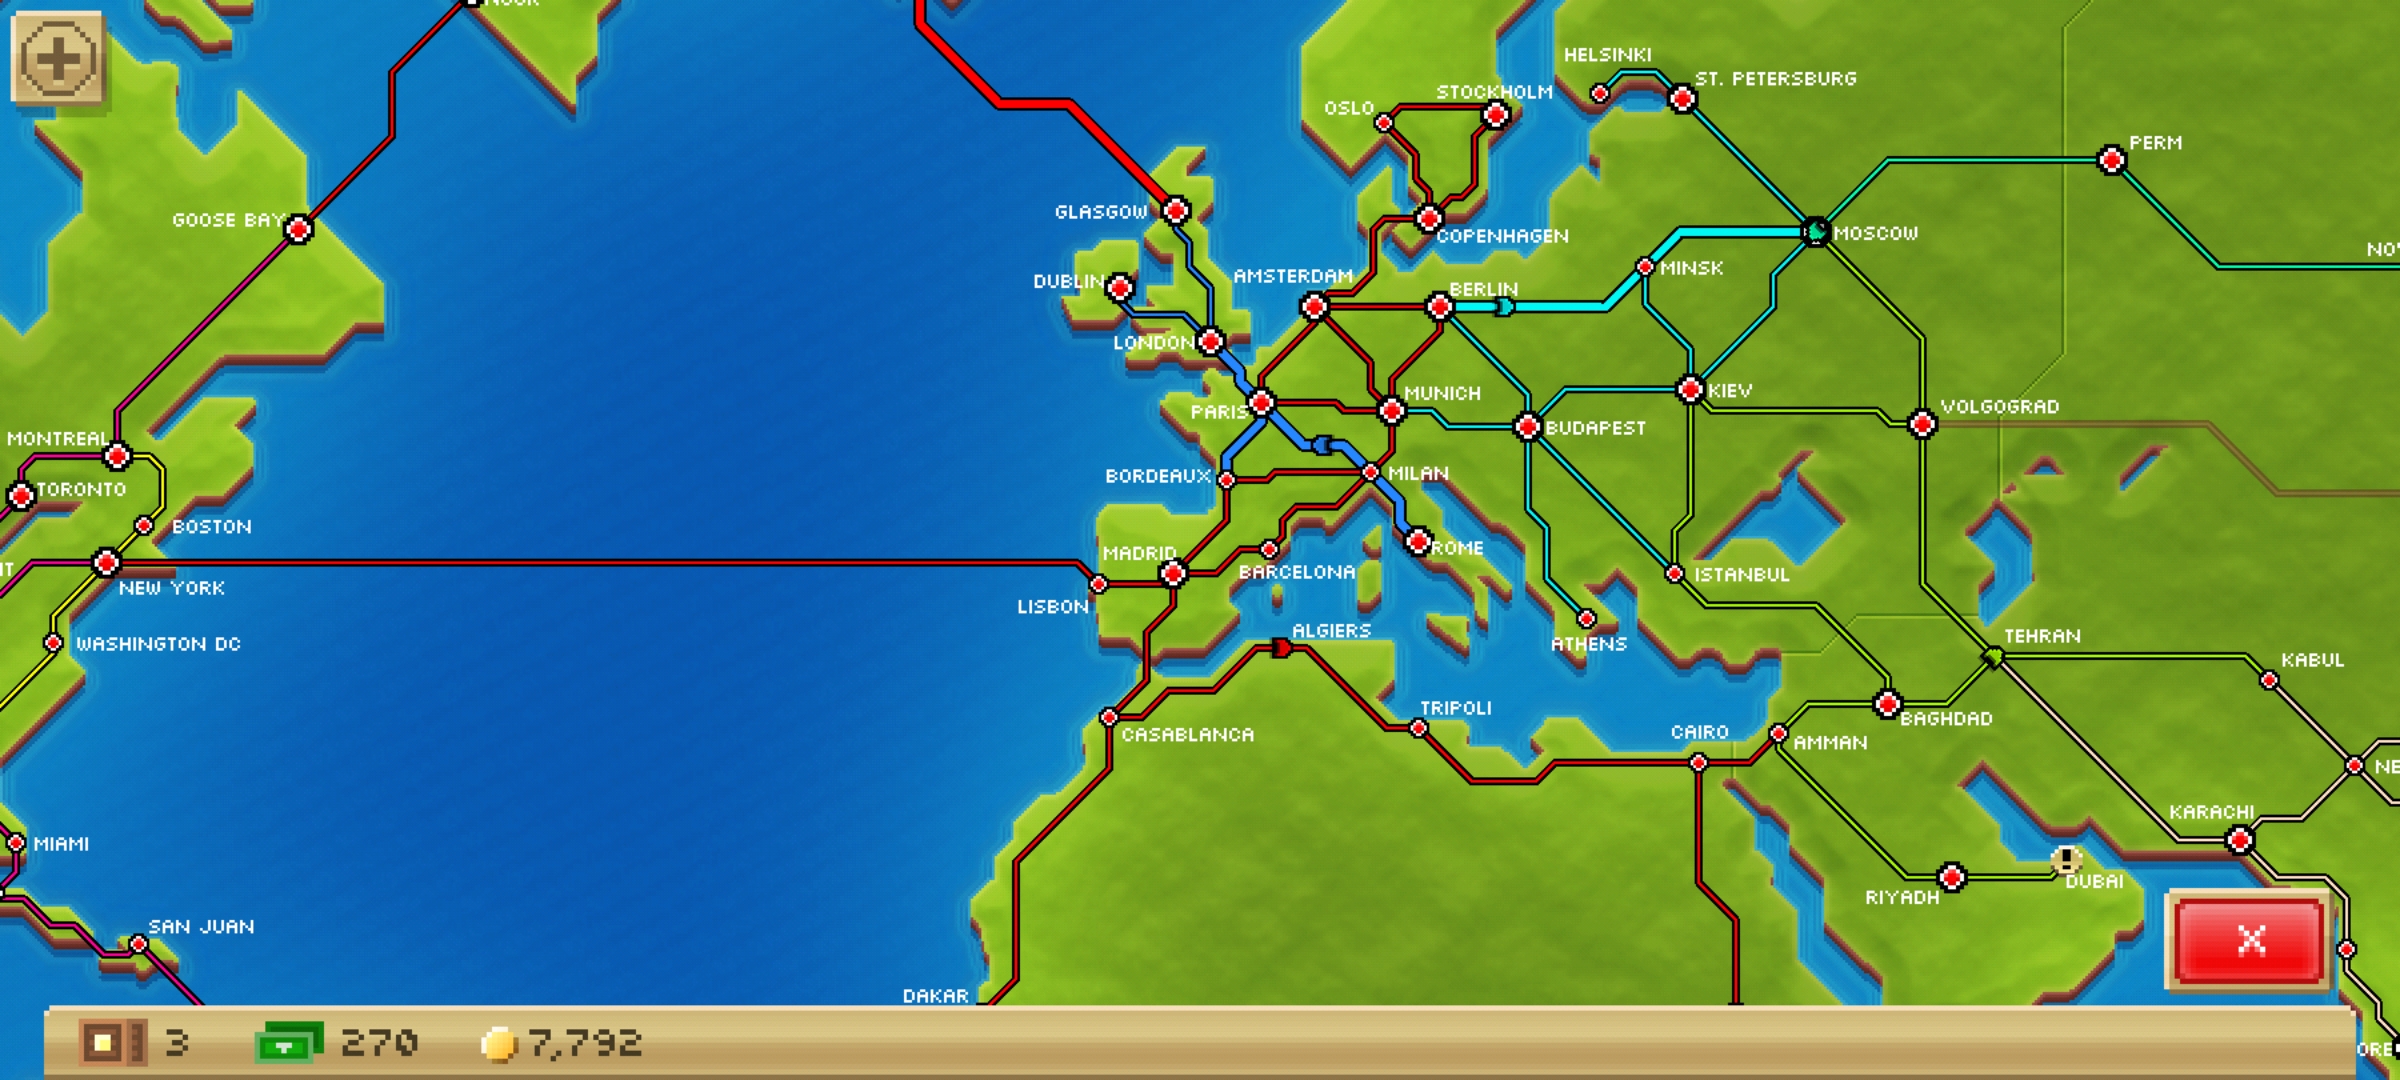 HELSINKI
ST. PETERSBURG
STOCKHOLM
OSLO
PERM
GLASGOW
GOOSE BAY
COPENHAGEN
MOSCOW
MINSK
DUBLIN
AMSTERDAM
BERLIN
LONDON
MUNICH
KIEV
PARIS
VOLGOGRAD
BUDAPEST
MONTREAL
BORDEAUX
MILAN
TORONTO
BOSTON
MADRID
ROME
BARCELONA
ISTANBUL
NEW YORK
LISBON
ALGIERS
TEHRAN
WASHINGTON DC
ATHENS
KABUL
TRIPOLI
BAGHDAD
CASABLANCA
CAIRO
AMMAN
KARACHI
MIAMI
DUBAI
RIYADH
SAN JUAN
DAKAR
3 270 7,792